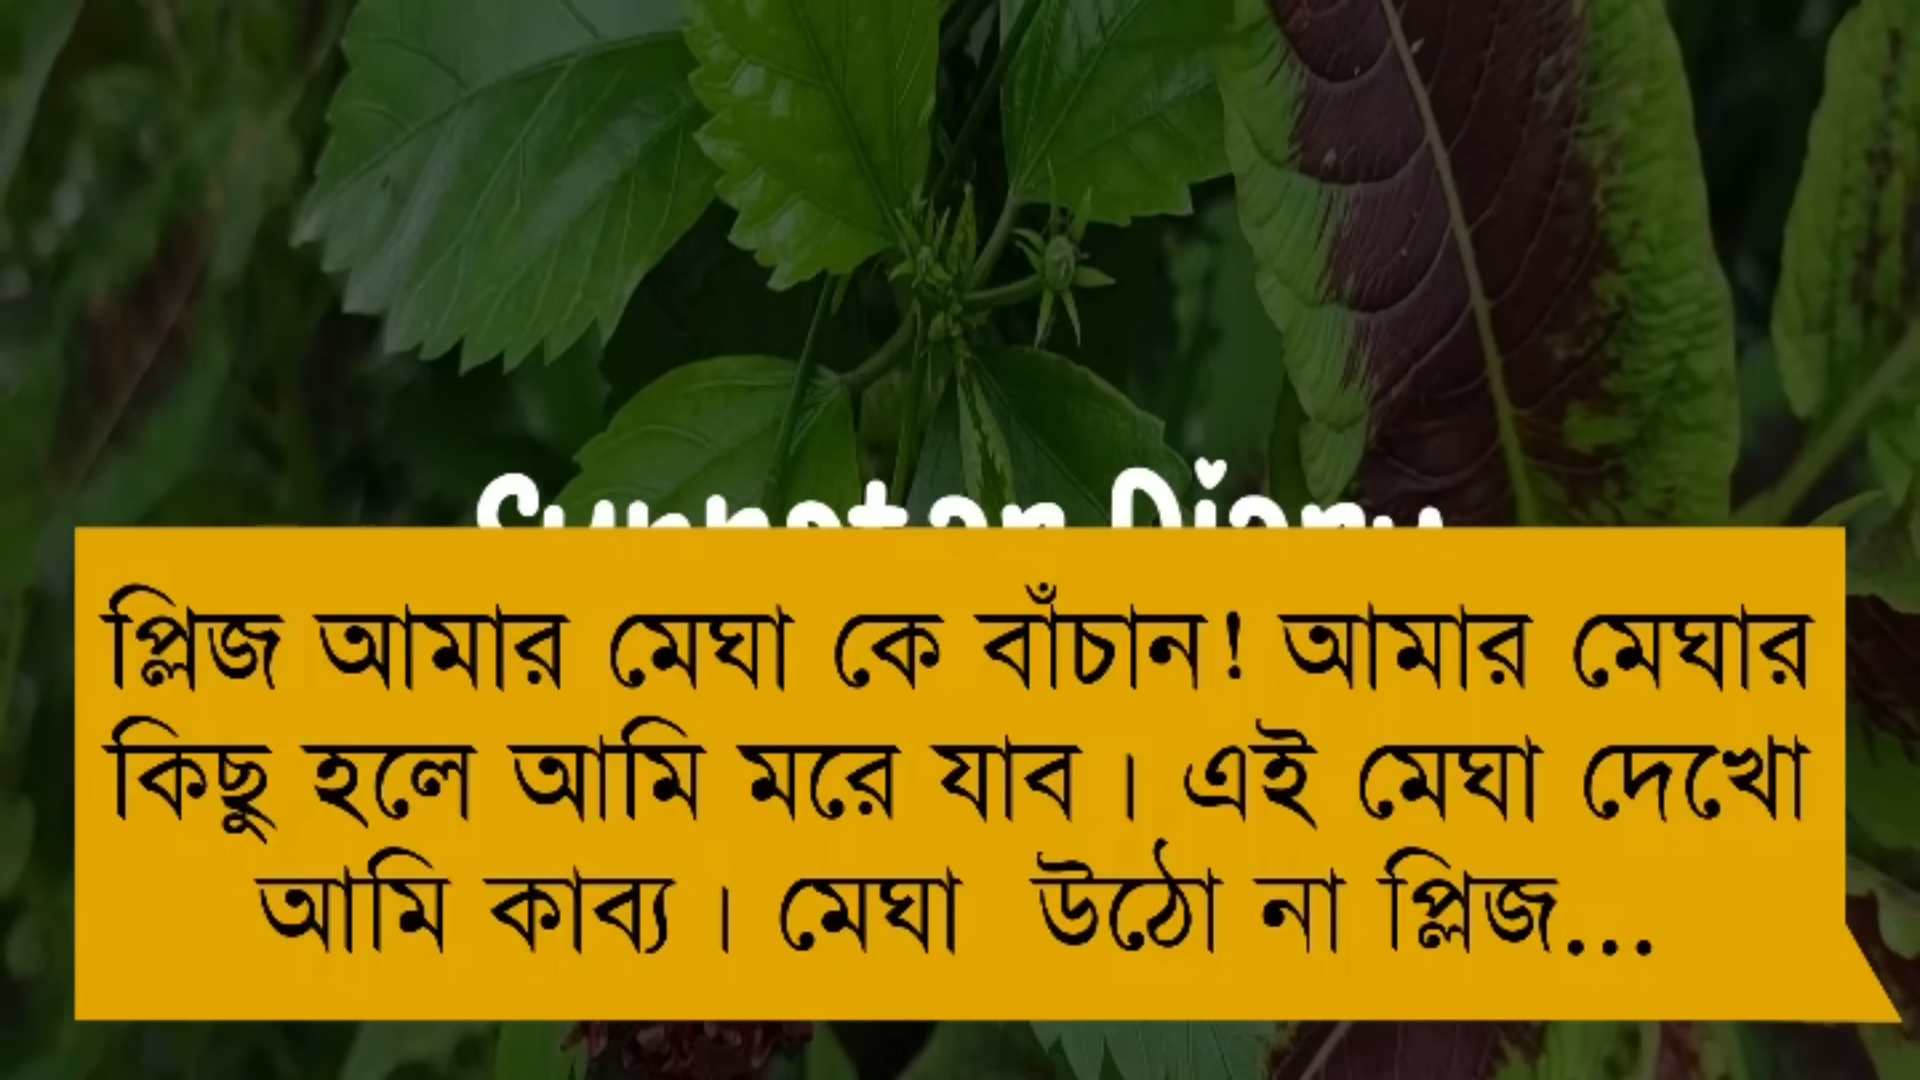 প্লিজ আমার মেঘা কে বাঁচান! আমার মেঘার
কিছু হলে আমি মরে যাব। এই মেঘা দেখো
আমি কাব্য। মেঘা উঠো না প্লিজ...